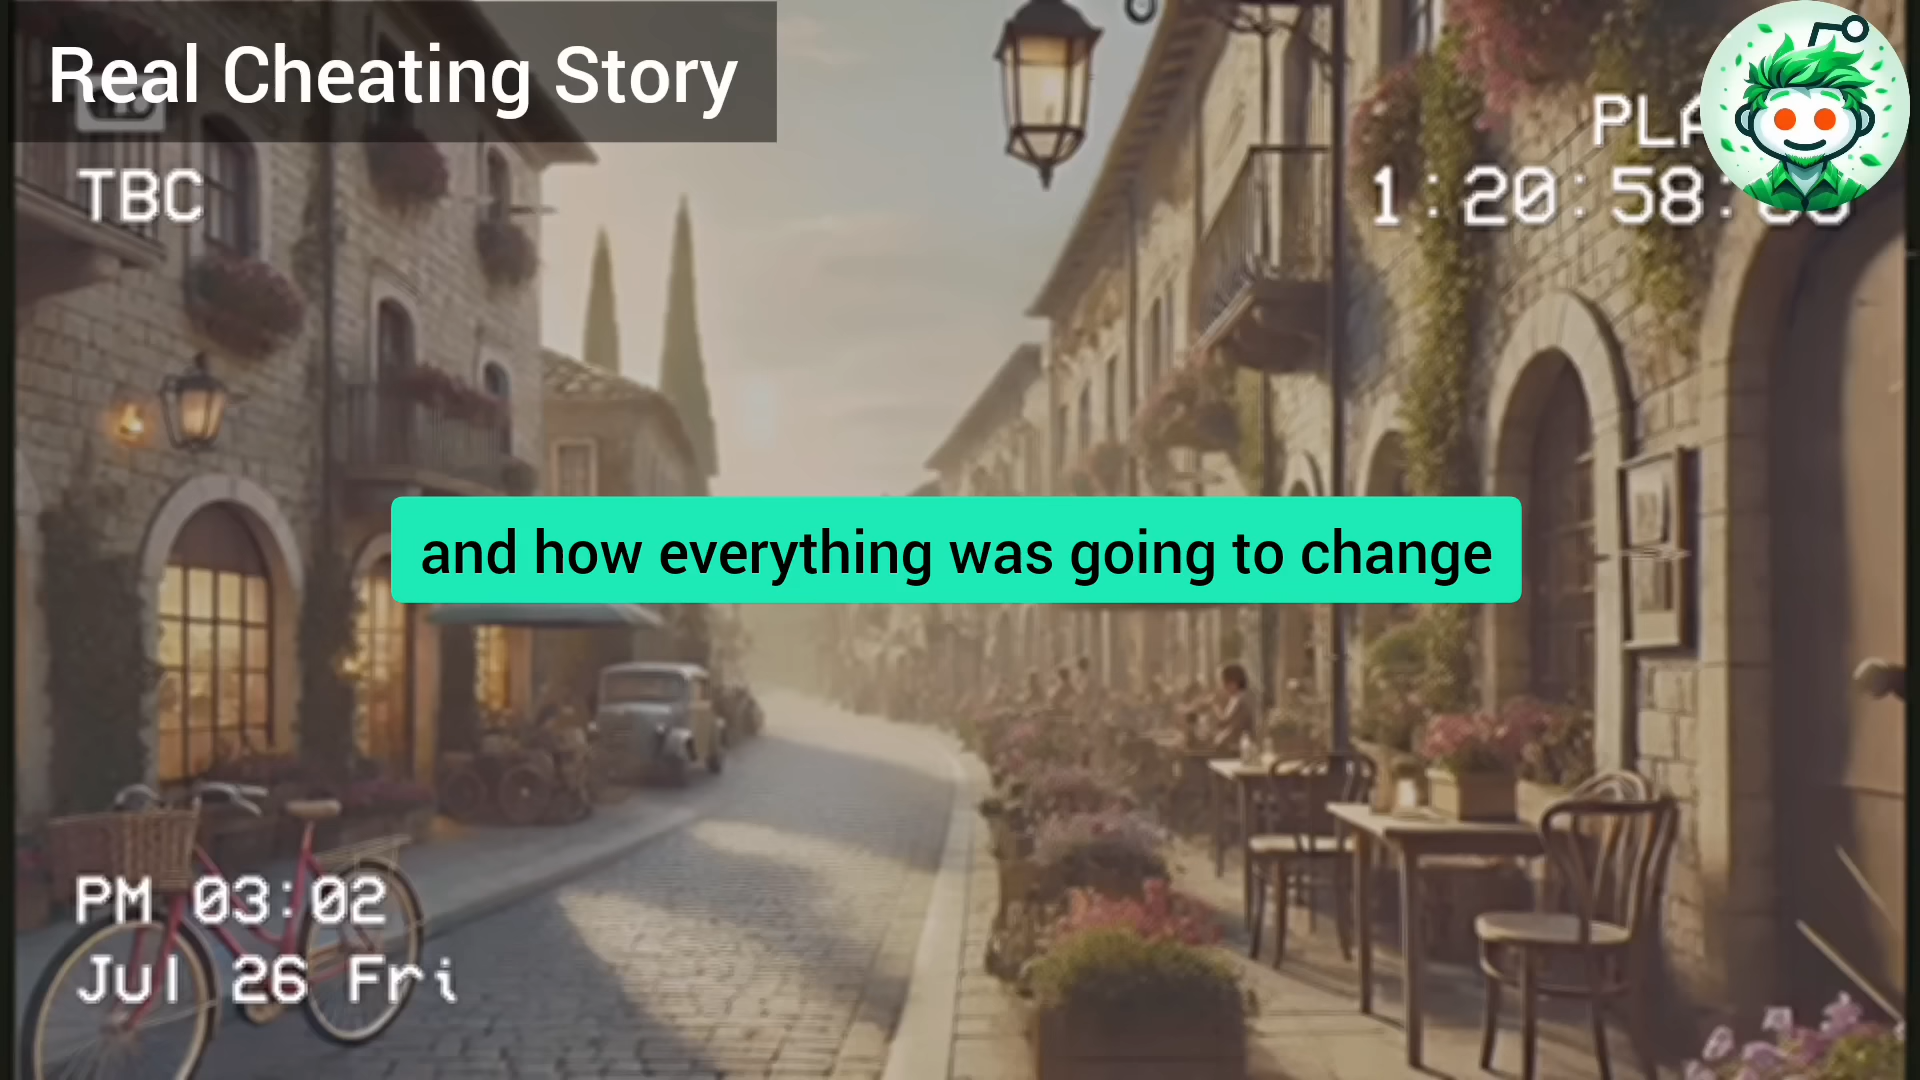 Real Cheating Story
TBC
1:20:58:
and how everything was going to change
PM 03:02
Jul 26 Fri